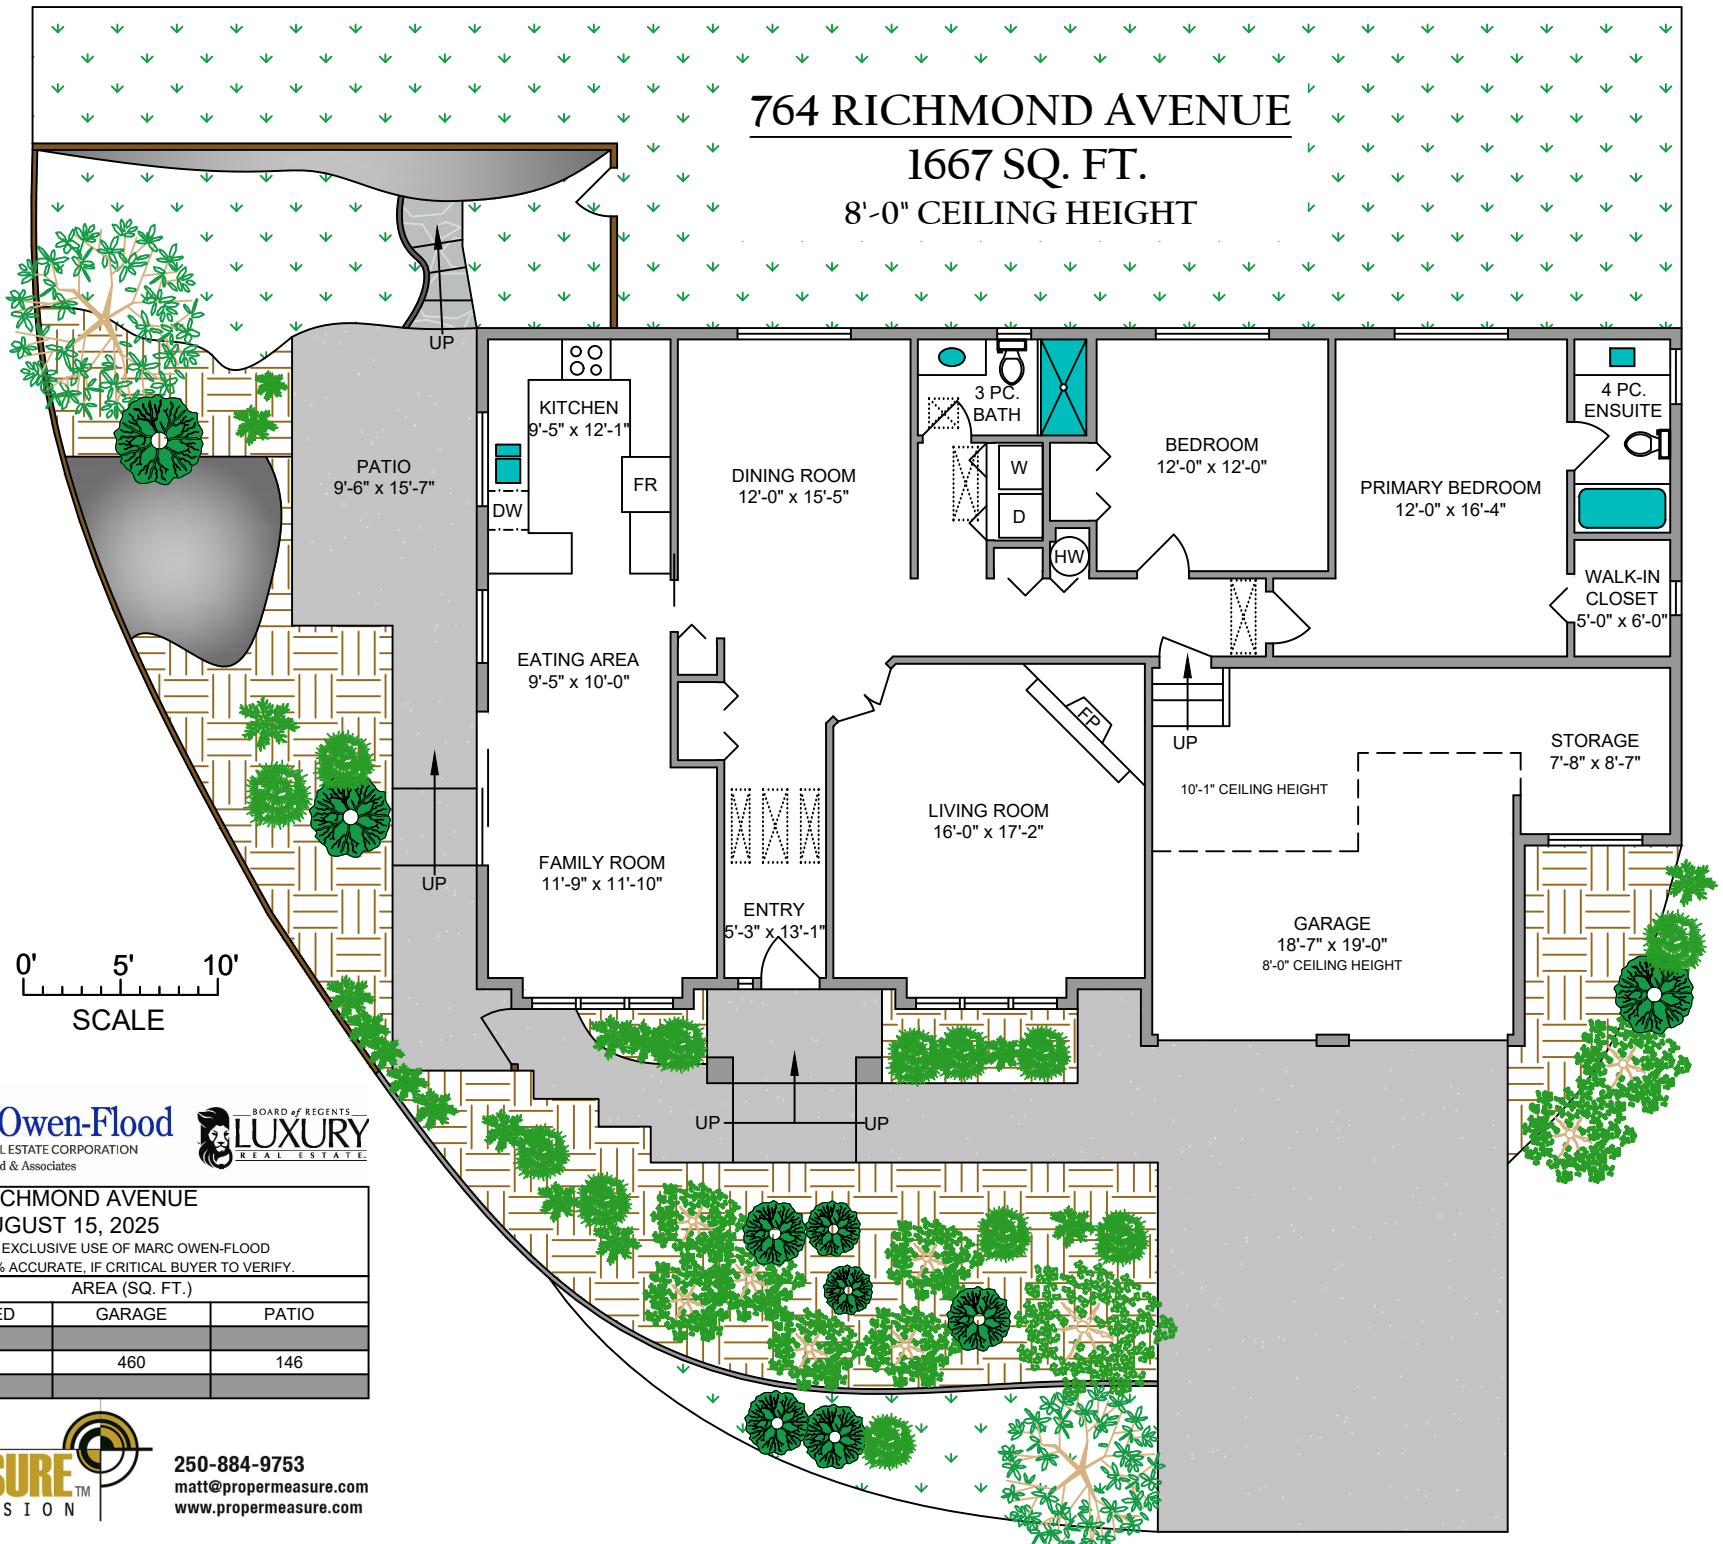 764 RICHMOND AVENUE
1667 SQ. FT.
8'-0" CEILING HEIGHT
UP
KITCHEN
9'-5" x 12'-1"
FR
DW
PATIO
9'-6" x 15'-7"
DINING ROOM
12'-0" x 15'-5"
3 PC.
BATH
W
D
HW
BEDROOM
12'-0" x 12'-0"
PRIMARY BEDROOM
12'-0" x 16'-4"
4 PC.
ENSUITE
WALK-IN
CLOSET
5'-0" x 6'-0"
EATING AREA
9'-5" x 10'-0"
FP
UP
STORAGE
7'-8" x 8'-7"
10'-1" CEILING HEIGHT
LIVING ROOM
16'-0" x 17'-2"
FAMILY ROOM
11'-9" x 11'-10"
UP
ENTRY
5'-3" x 13'-1"
GARAGE
18'-7" x 19'-0"
8'-0" CEILING HEIGHT
0' 5' 10'
SCALE
UP
UP
Owen-Flood
L ESTATE CORPORATION
d & Associates
BOARD of REGENTS
LUXURY
REAL ESTATE
CHMOND AVENUE
UGUST 15, 2025
EXCLUSIVE USE OF MARC OWEN-FLOOD
% ACCURATE, IF CRITICAL BUYER TO VERIFY.
AREA (SQ. FT.)
ED GARAGE PATIO
460 146
SURE TM
SION
250-884-9753
matt@propermeasure.com
www.propermeasure.com